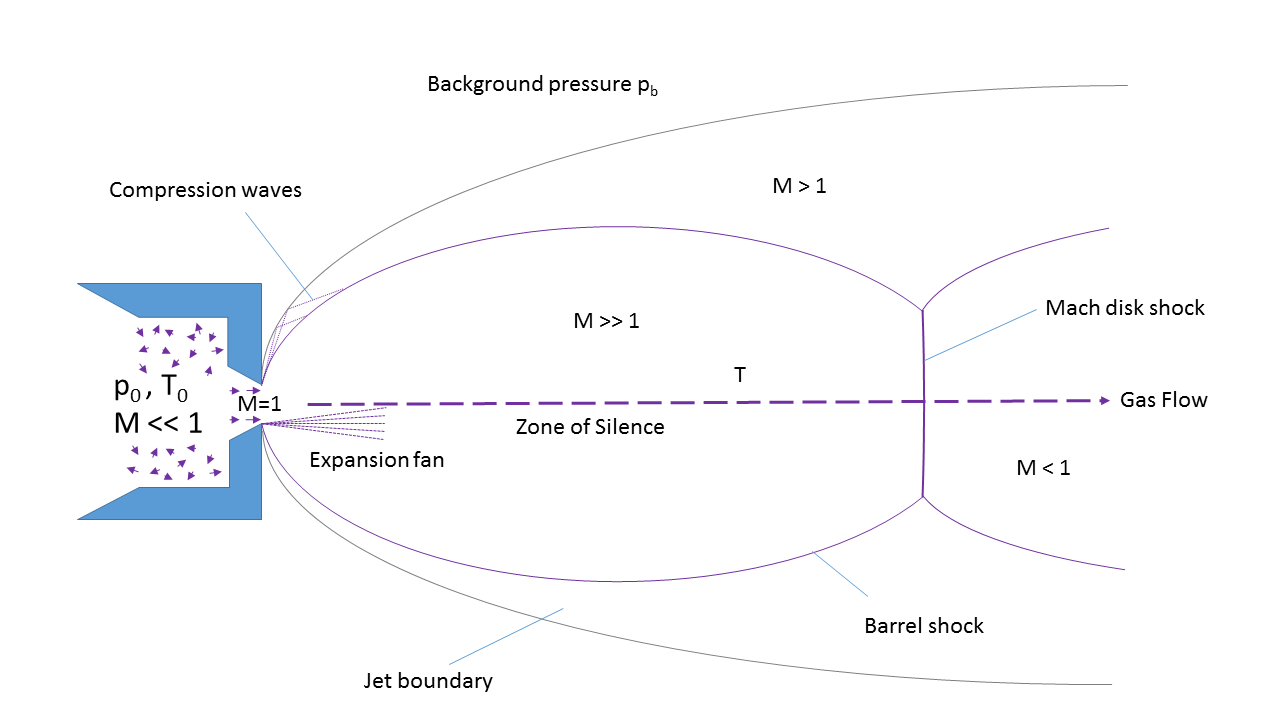 Background pressure p_b
M > 1
Compression waves
Mach disk shock
M >> 1
T
p_0 , T_0
M << 1
M=1
Gas Flow
Zone of Silence
Expansion fan
M < 1
Barrel shock
Jet boundary